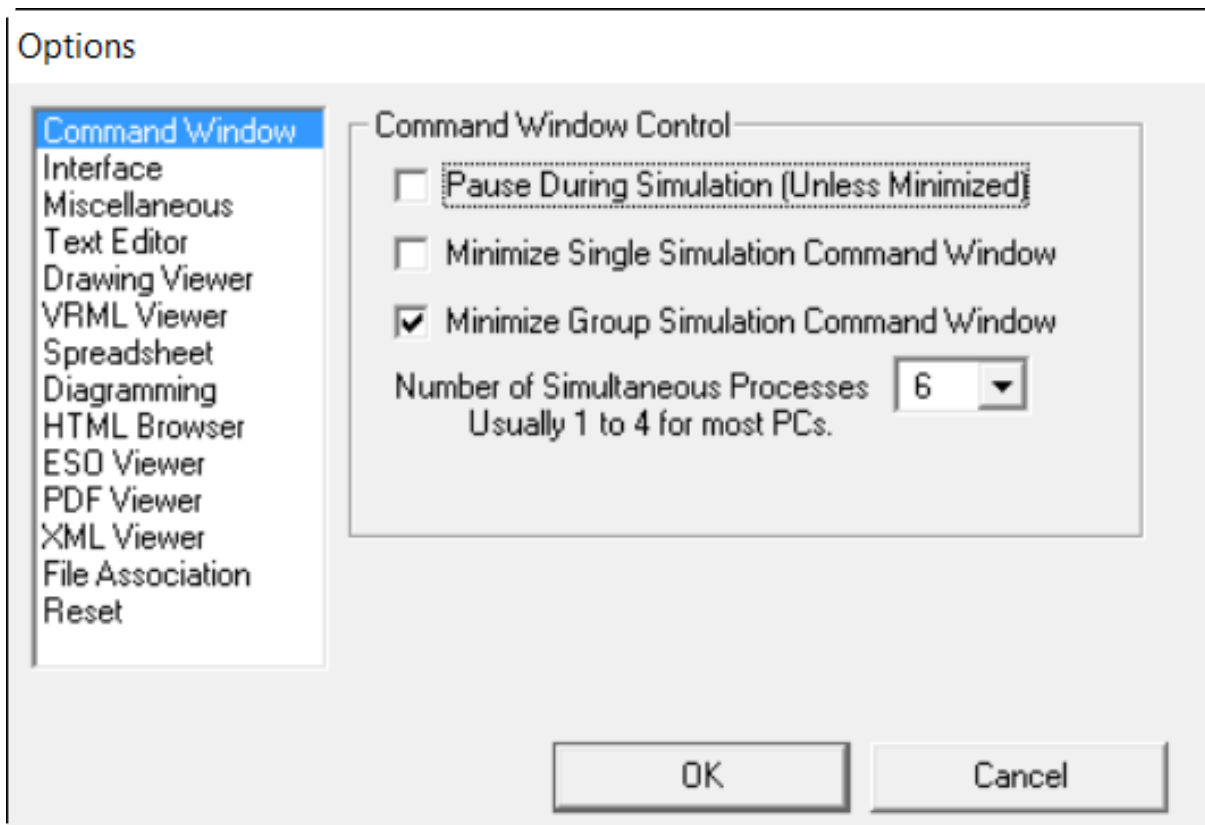 Options
Command Window
Interface
Miscellaneous
Text Editor
Drawing Viewer
VRML Viewer
Spreadsheet
Diagramming
HTML Browser
ESO Viewer
PDF Viewer
XML Viewer
File Association
Reset
Command Window Control
Pause During Simulation (Unless Minimized)
Minimize Single Simulation Command Window
Minimize Group Simulation Command Window
Number of Simultaneous Processes 6
Usually 1 to 4 for most PCs.
OK Cancel